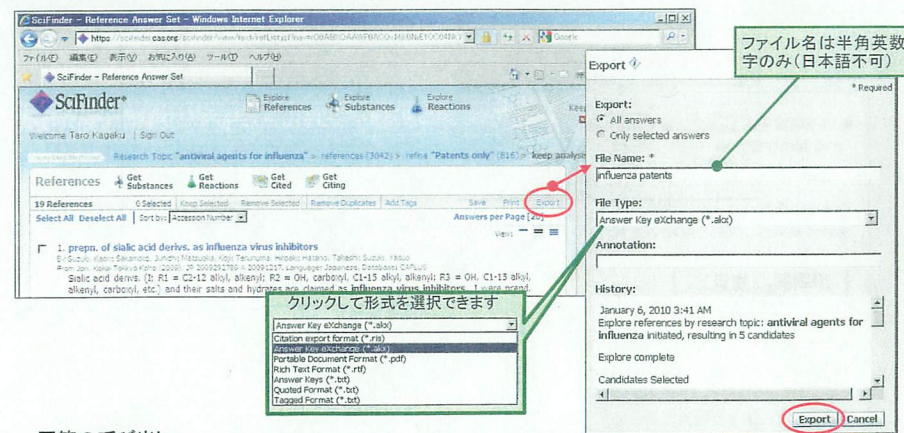 SciFinder - Reference Answer Set - Windows Internet Explorer
https
cas.org
Google
ファイル(F) 編集(E) 表示(V) お気に入り(A) ツール(T) ヘルプ(H)
SciFinder - Reference Answer Set
SciFinder®
Explore References
Explore Substances
Explore Reactions
Welcome Taro Kagaku | Sign Out
Research Topic "antiviral agents for influenza" > references (3042) > refine "Patents only" (816) > keep analysis
References
Get Substances
Get Reactions
Get Cited
Get Citing
19 References 0 Selected Keep Selected Remove Selected Remove Duplicates Add Tags Save Print Export
Select All Deselect All Sort by: Accession Number Answers per Page [20]
View:
1. prepn. of sialic acid derivs. as influenza virus inhibitors
Sialic acid derivs. (I; R1 = C2-12 alkyl, alkenyl; R2 = OH, carbonyl, C1-15 alkyl; R3 = OH, C1-13 alkyl,
alkenyl, carboxyl, etc.) and their salts and hydrates are claimed as influenza virus inhibitors. I were prepd.
クリックして形式を選択できます
Answer Key eXchange (*.akx)
Citation export format (*.ris)
Answer Key eXchange (*.akx)
Portable Document Format (*.pdf)
Rich Text Format (*.rtf)
Answer Keys (*.txt)
Quoted Format (*.txt)
Tagged Format (*.txt)
ファイル名は半角英数
字のみ(日本語不可)
Export
* Required
Export:
All answers
Only selected answers
File Name: *
influenza patents
File Type:
Answer Key eXchange (*.akx)
Annotation:
History:
January 6, 2010 3:41 AM
Explore references by research topic: antiviral agents for
influenza initiated, resulting in 5 candidates
Explore complete
Candidates Selected
Export Cancel